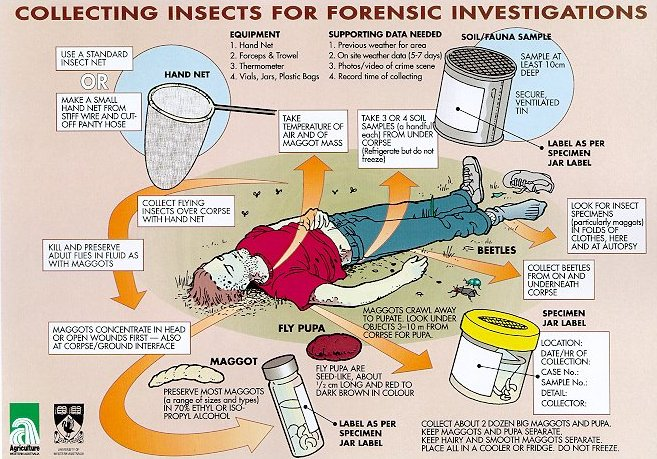 COLLECTING INSECTS FOR FORENSIC INVESTIGATIONS
EQUIPMENT
1. Hand Net
2. Forceps & Trowel
3. Thermometer
4. Vials, Jars, Plastic Bags
SUPPORTING DATA NEEDED
1. Previous weather for area
2. On site weather data (5-7 days)
3. Photos/video of crime scene
4. Record time of collecting
SOIL/FAUNA SAMPLE
SAMPLE AT
LEAST 10cm
DEEP
SECURE,
VENTILATED
TIN
LABEL AS PER
SPECIMEN
JAR LABEL
USE A STANDARD
INSECT NET
OR
MAKE A SMALL
HAND NET FROM
STIFF WIRE AND CUT-
OFF PANTY HOSE
HAND NET
TAKE
TEMPERATURE
OF AIR AND OF
MAGGOT MASS
TAKE 3 OR 4 SOIL
SAMPLES (a handful
each) FROM UNDER
CORPSE
(Refrigerate but do not
freeze)
COLLECT FLYING
INSECTS OVER CORPSE
WITH HAND NET
KILL AND PRESERVE
ADULT FLIES IN FLUID AS
WITH MAGGOTS
LOOK FOR INSECT
SPECIMENS
(particularly maggots)
IN FOLDS OF
CLOTHES, HERE
AND AT AUTOPSY
BEETLES
COLLECT BEETLES
FROM ON AND
UNDERNEATH
CORPSE
MAGGOTS CONCENTRATE IN HEAD
OR OPEN WOUNDS FIRST — ALSO
AT CORPSE/GROUND INTERFACE
MAGGOT
PRESERVE MOST MAGGOTS
(a range of sizes and types)
IN 70% ETHYL OR ISO-
PROPYL ALCOHOL
FLY PUPA
FLY PUPAE ARE
SEED-LIKE, ABOUT
1/2 cm LONG AND RED TO
DARK BROWN IN COLOUR
MAGGOTS CRAWL AWAY
TO PUPATE. LOOK UNDER
OBJECTS 3–10 m FROM
CORPSE FOR PUPA.
LABEL AS PER
SPECIMEN
JAR LABEL
SPECIMEN
JAR LABEL
LOCATION:
DATE/HR OF
COLLECTION:
CASE No.:
SAMPLE No.:
DETAIL:
COLLECTOR:
COLLECT ABOUT 2 DOZEN BIG MAGGOTS AND PUPA.
KEEP MAGGOTS AND PUPA SEPARATE.
KEEP HAIRY AND SMOOTH MAGGOTS SEPARATE.
PLACE ALL IN A COOLER OR FRIDGE. DO NOT FREEZE.
Agriculture
WESTERN AUSTRALIA
UNIVERSITY OF
WESTERN AUSTRALIA